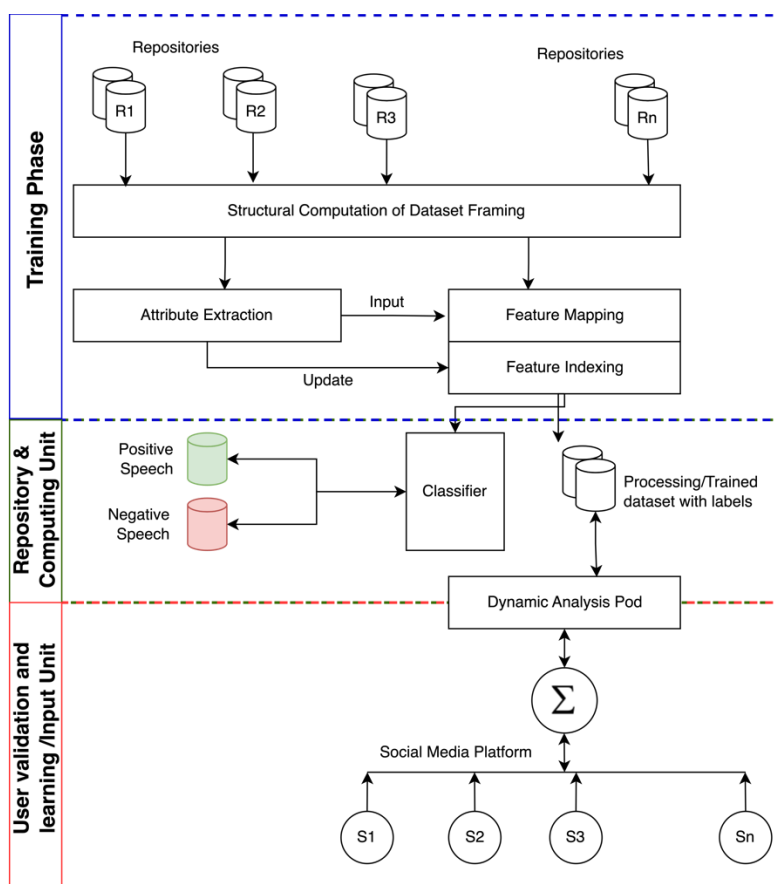 Training Phase
Repositories
Repositories
R1
R2
R3
Rn
Structural Computation of Dataset Framing
Attribute Extraction
Input
Feature Mapping
Update
Feature Indexing
Repository &
Computing Unit
Positive
Speech
Negative
Speech
Classifier
Processing/Trained
dataset with labels
User validation and
learning /Input Unit
Dynamic Analysis Pod
Σ
Social Media Platform
S1
S2
S3
Sn